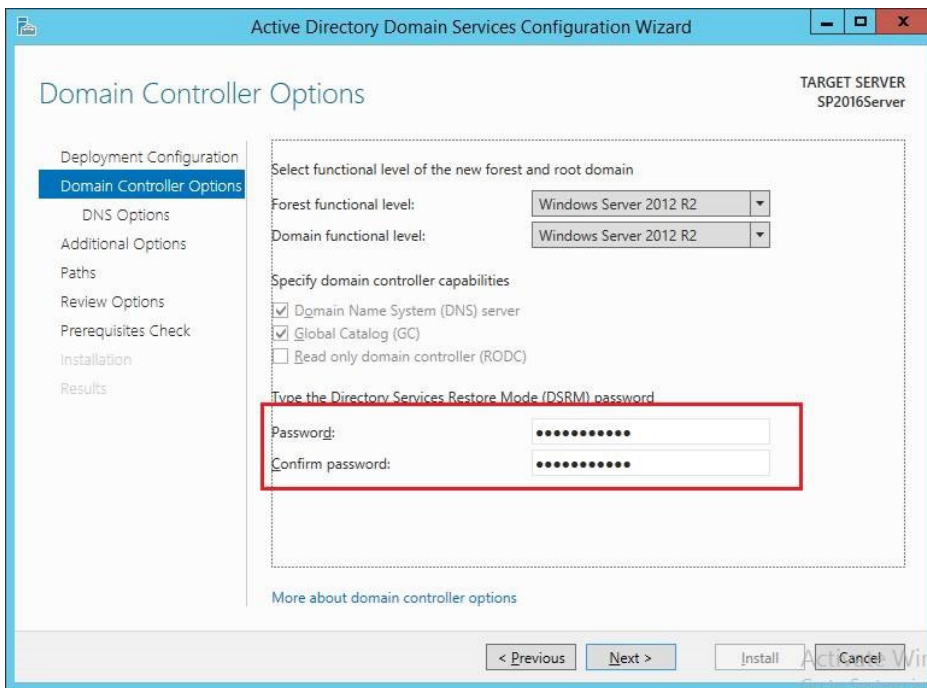 Active Directory Domain Services Configuration Wizard
Domain Controller Options
TARGET SERVER
SP2016Server
Deployment Configuration
Domain Controller Options
DNS Options
Additional Options
Paths
Review Options
Prerequisites Check
Installation
Results
Select functional level of the new forest and root domain
Forest functional level: Windows Server 2012 R2
Domain functional level: Windows Server 2012 R2
Specify domain controller capabilities
Domain Name System (DNS) server
Global Catalog (GC)
Read only domain controller (RODC)
Type the Directory Services Restore Mode (DSRM) password
Password: •••••••••••
Confirm password: •••••••••••
More about domain controller options
< Previous Next > Install Cancel